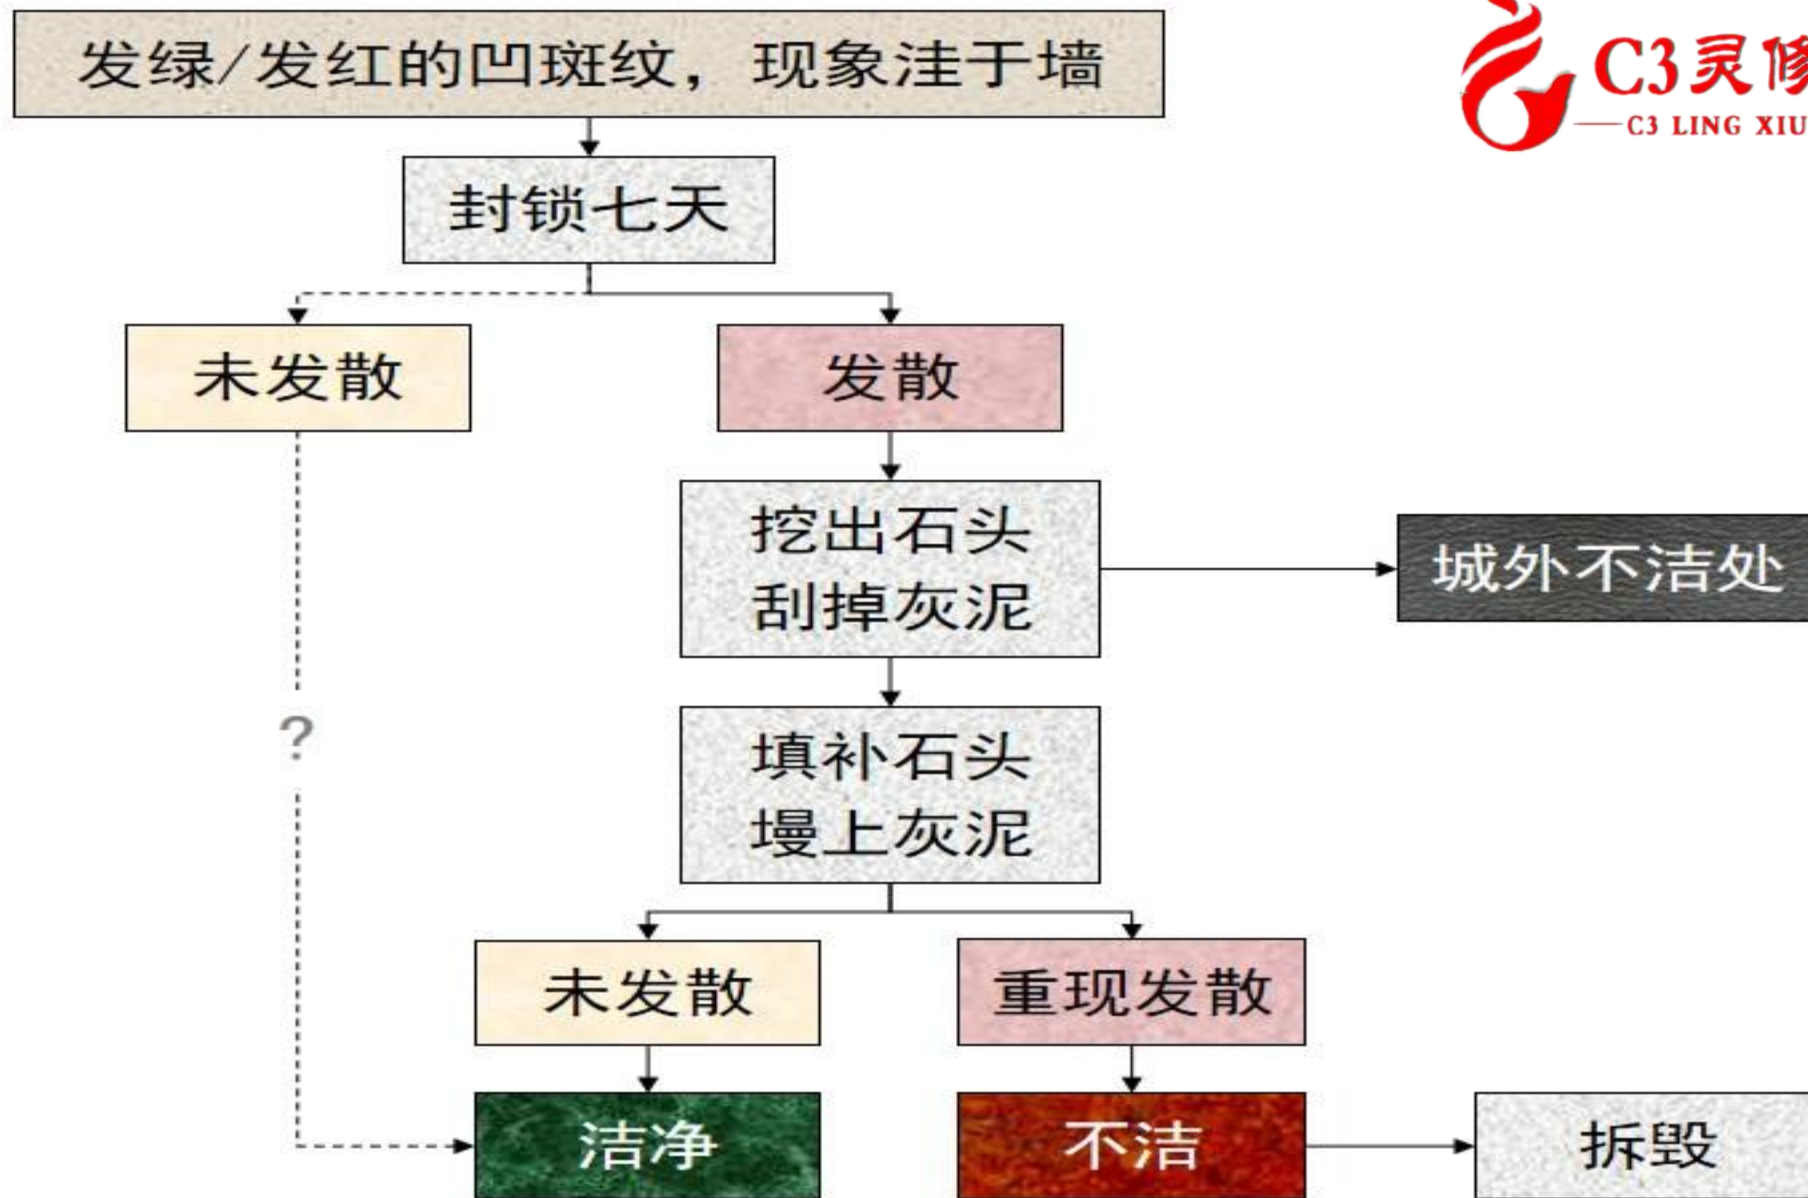 发绿/发红的凹斑纹，现象洼于墙
C3灵修
C3 LING XIU
封锁七天
未发散
发散
挖出石头
刮掉灰泥
城外不洁处
?
填补石头
墁上灰泥
未发散
重现发散
洁净
不洁
拆毁